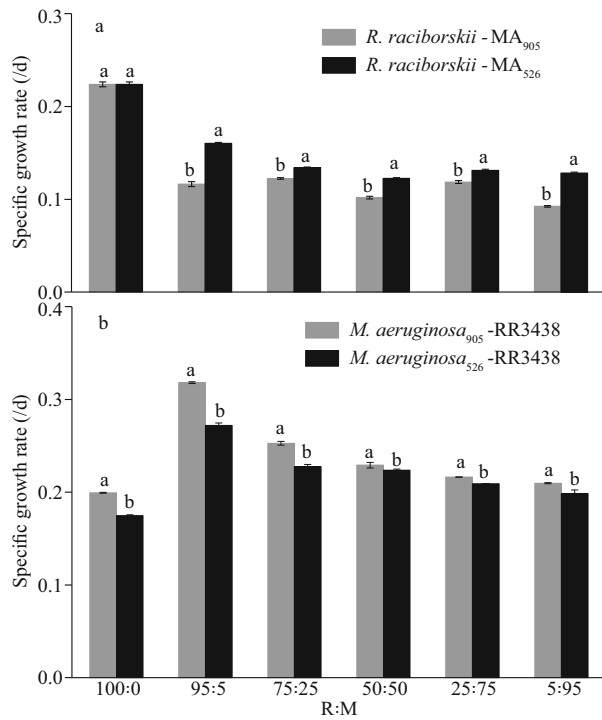 a
R. raciborskii - MA905
R. raciborskii - MA526
Specific growth rate (/d)
0.3
0.2
0.1
0.0
a a
b a
b a
b a
b a
b a
b
M. aeruginosa905 -RR3438
M. aeruginosa526 -RR3438
Specific growth rate (/d)
0.4
0.3
0.2
0.1
0.0
a b
a b
a b
a b
a b
a b
100:0 95:5 75:25 50:50 25:75 5:95
R:M